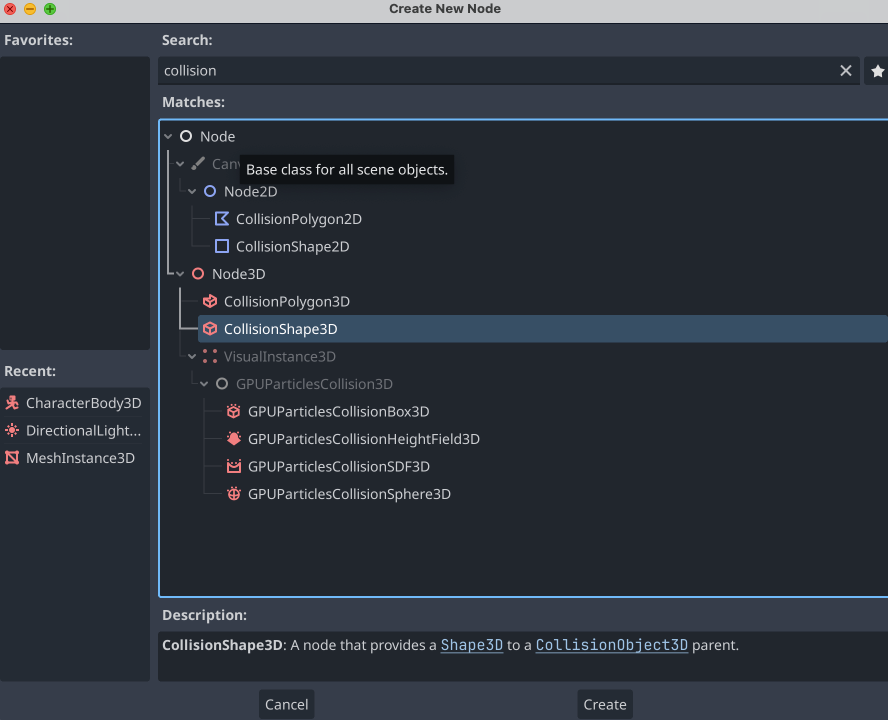 Create New Node
Favorites:
Search:
collision
Matches:
Node
Base class for all scene objects.
Node2D
CollisionPolygon2D
CollisionShape2D
Node3D
CollisionPolygon3D
CollisionShape3D
VisualInstance3D
GPUParticlesCollision3D
GPUParticlesCollisionBox3D
GPUParticlesCollisionHeightField3D
GPUParticlesCollisionSDF3D
GPUParticlesCollisionSphere3D
Recent:
CharacterBody3D
DirectionalLight...
MeshInstance3D
Description:
CollisionShape3D: A node that provides a Shape3D to a CollisionObject3D parent.
Cancel
Create